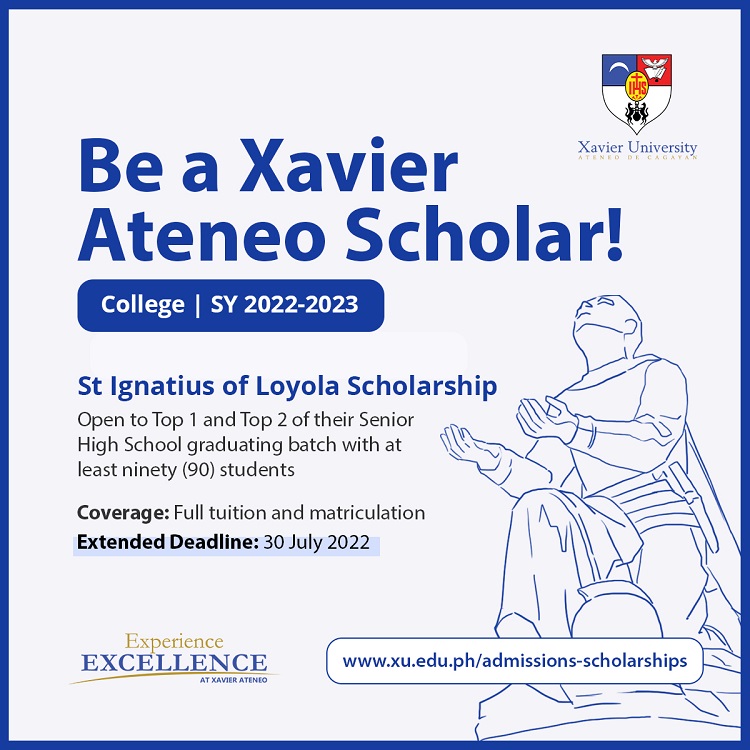 IHS
Xavier University
ATENEO DE CAGAYAN
Be a Xavier
Ateneo Scholar!
College | SY 2022-2023
St Ignatius of Loyola Scholarship
Open to Top 1 and Top 2 of their Senior
High School graduating batch with at
least ninety (90) students
Coverage: Full tuition and matriculation
Extended Deadline: 30 July 2022
Experience
EXCELLENCE
AT XAVIER ATENEO
www.xu.edu.ph/admissions-scholarships